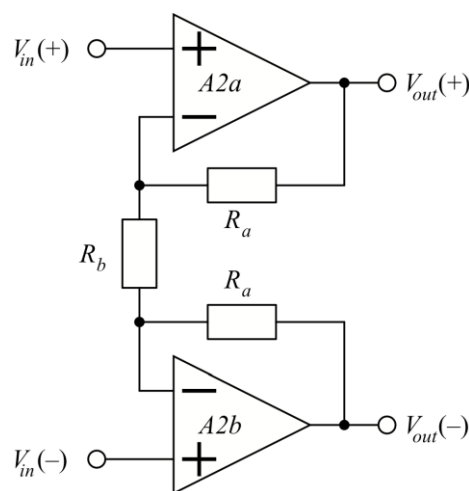 V_in(+)
+
A2a
V_out(+)
−
R_a
R_b
R_a
−
A2b
V_out(–)
V_in(–)
+